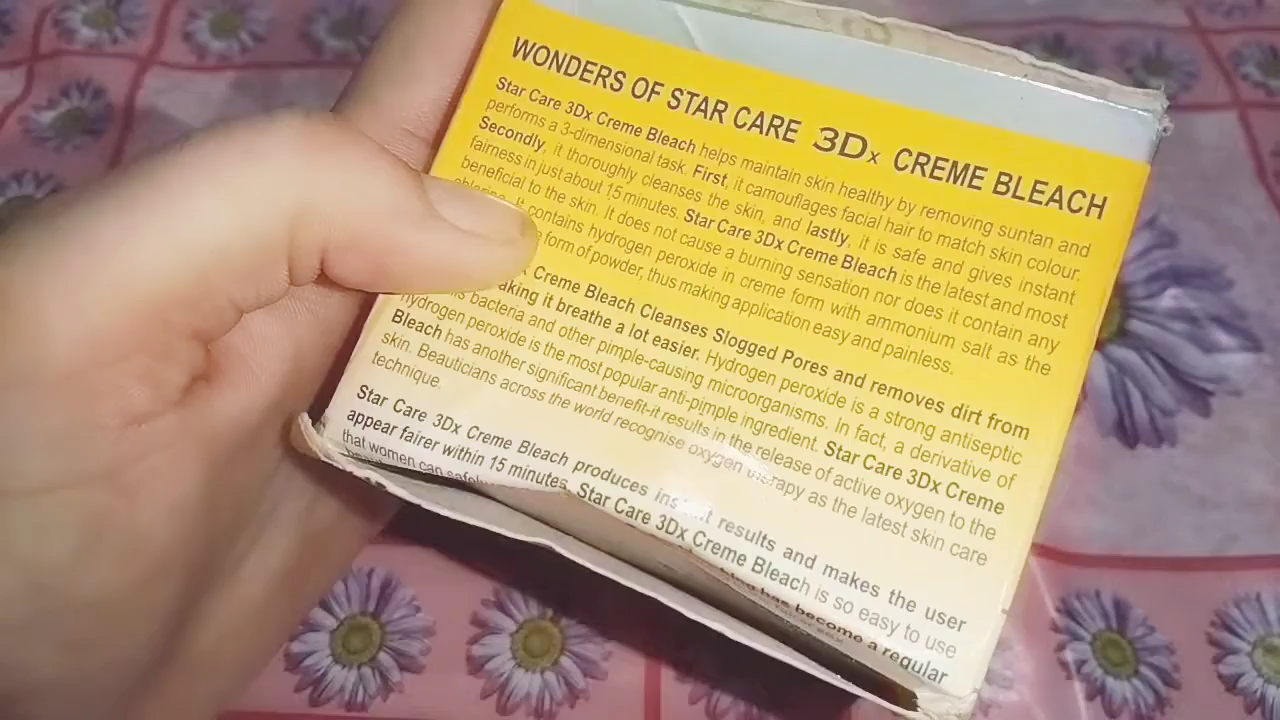 WONDERS OF STAR CARE 3Dx CREME BLEACH
Star Care 3Dx Creme Bleach helps maintain skin healthy by removing suntan and
performs a 3-dimensional task. First, it camouflages facial hair to match skin colour.
Secondly, it thoroughly cleanses the skin, and lastly, it is safe and gives instant
fairness in just about 15 minutes. Star Care 3Dx Creme Bleach is the latest and most
beneficial to the skin. It does not cause a burning sensation nor does it contain any
It contains hydrogen peroxide in creme form with ammonium salt as the
form of powder, thus making application easy and painless.
Creme Bleach Cleanses Slogged Pores and removes dirt from
making it breathe a lot easier. Hydrogen peroxide is a strong antiseptic
bacteria and other pimple-causing microorganisms. In fact, a derivative of
hydrogen peroxide is the most popular anti-pimple ingredient. Star Care 3Dx Creme
Bleach has another significant benefit-it results in the release of active oxygen to the
skin. Beauticians across the world recognise oxygen therapy as the latest skin care
technique.
Star Care 3Dx Creme Bleach produces instant results and makes the user
appear fairer within 15 minutes. Star Care 3Dx Creme Bleach is so easy to use
that women can safely has become a regular